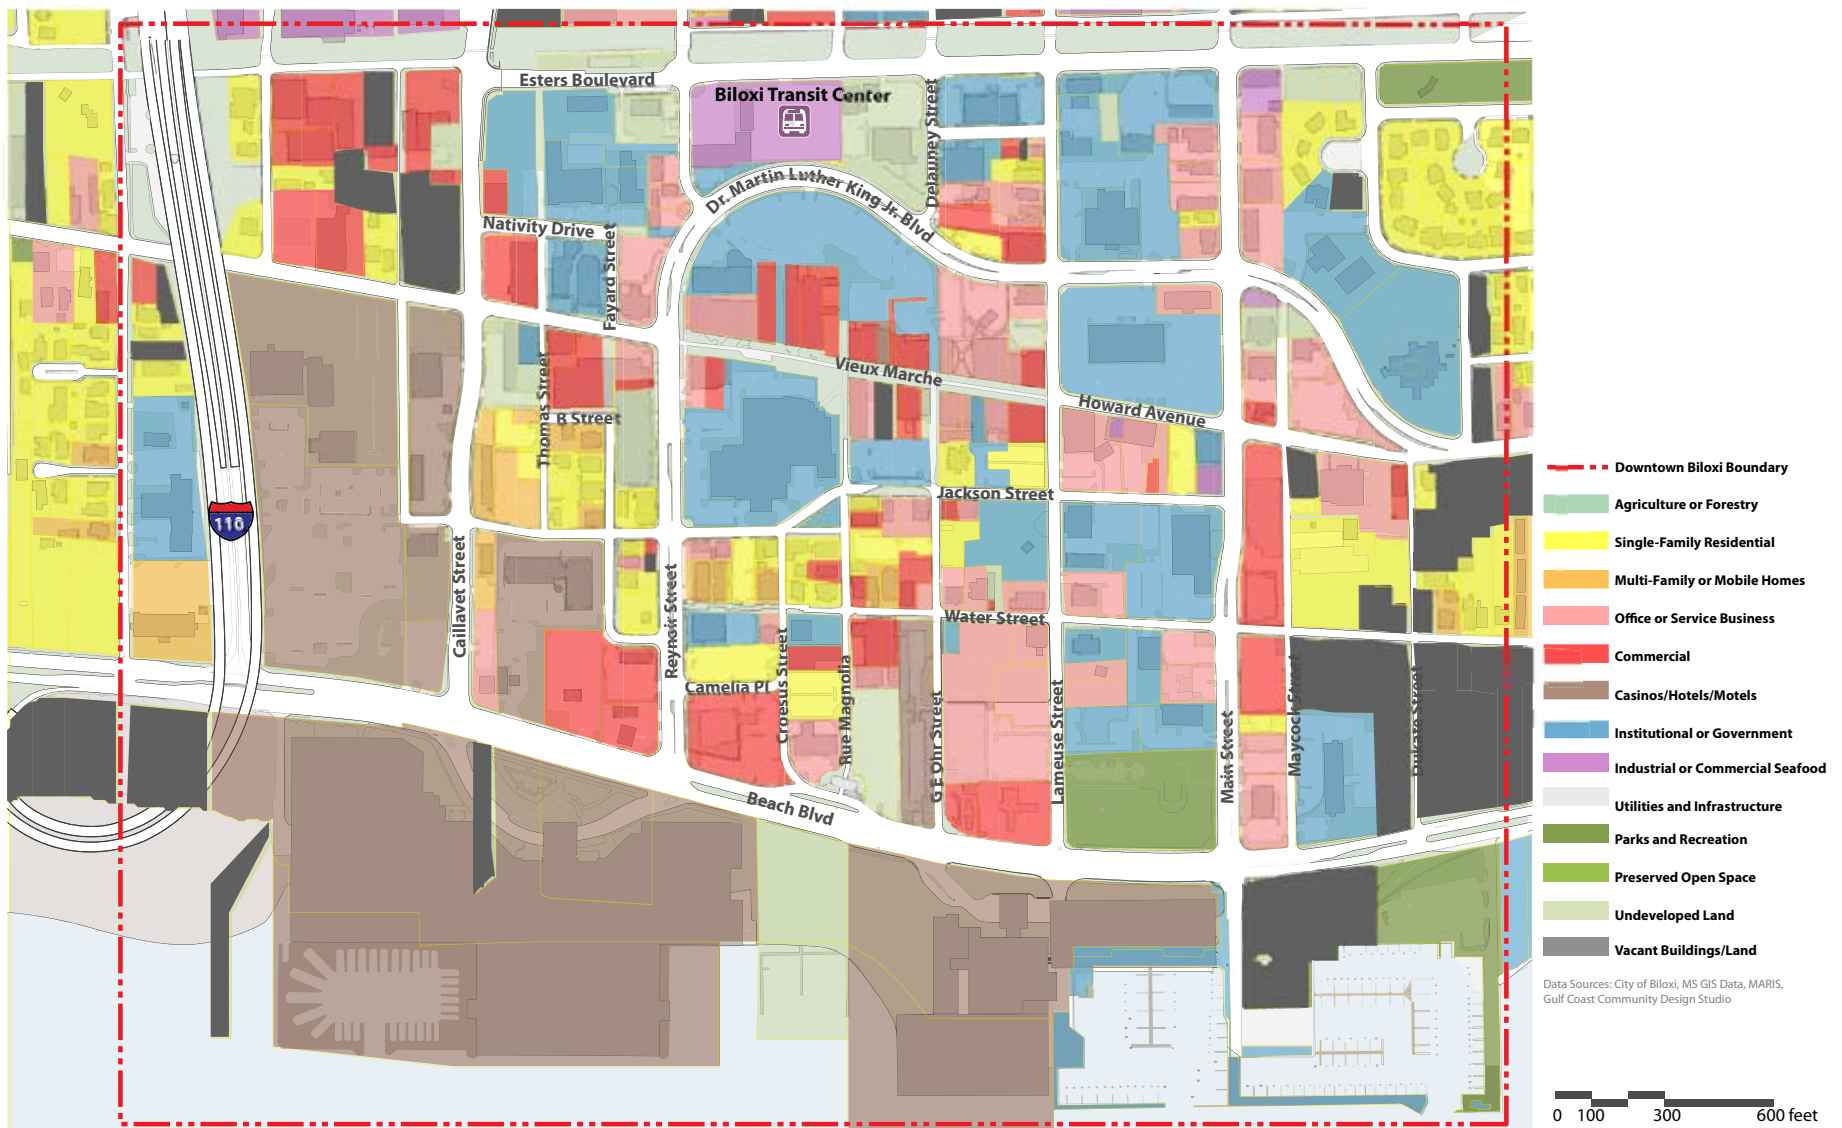 Esters Boulevard
Biloxi Transit Center
Delauney Street
Dr. Martin Luther King Jr. Blvd
Nativity Drive
Fayard Street
Vieux Marche
Thomas Street
B Street
Howard Avenue
Jackson Street
110
Caillavet Street
Reynoir Street
Water Street
Camelia Pl
Croesus Street
Rue Magnolia
G E Ohr Street
Lameuse Street
Main Street
Maycock Street
Dukate Street
Beach Blvd
Downtown Biloxi Boundary
Agriculture or Forestry
Single-Family Residential
Multi-Family or Mobile Homes
Office or Service Business
Commercial
Casinos/Hotels/Motels
Institutional or Government
Industrial or Commercial Seafood
Utilities and Infrastructure
Parks and Recreation
Preserved Open Space
Undeveloped Land
Vacant Buildings/Land
Data Sources: City of Biloxi, MS GIS Data, MARIS,
Gulf Coast Community Design Studio
0 100 300 600 feet